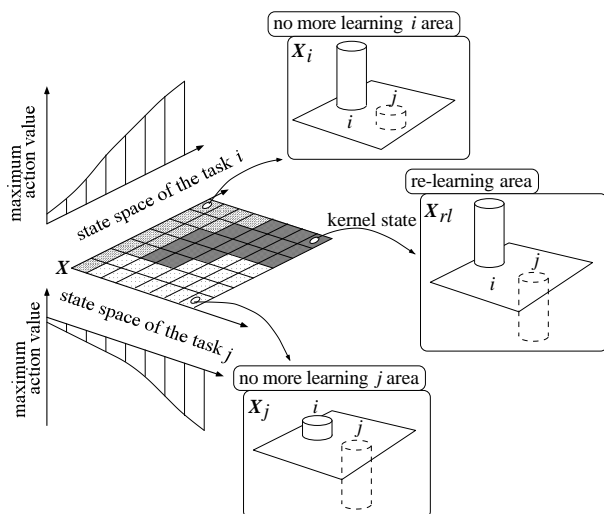 no more learning i area
X_i
j
i
maximum
action value
state space of the task i
re-learning area
X_rl
j
i
kernel state
X
state space of the task j
maximum
action value
no more learning j area
X_j
i
j